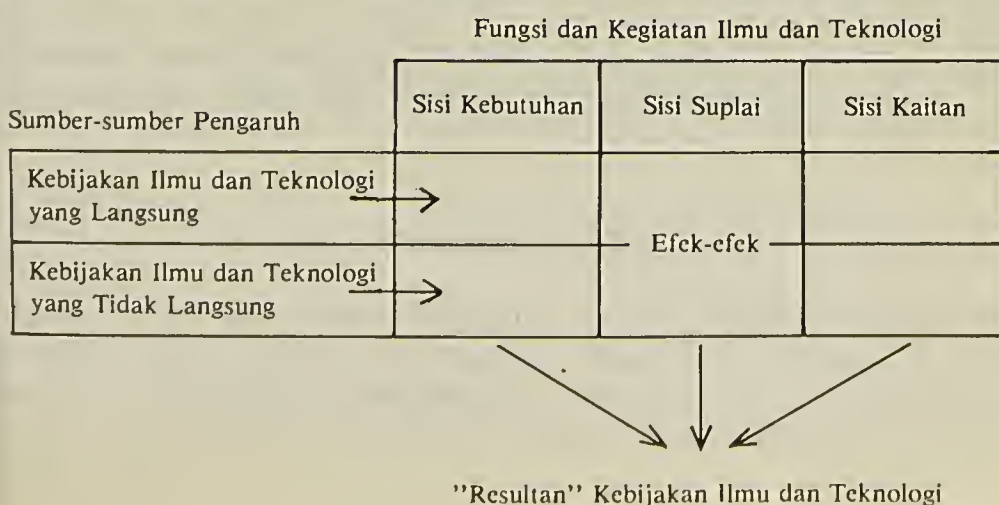 Fungsi dan Kegiatan Ilmu dan Teknologi
Sisi Kebutuhan
Sisi Suplai
Sisi Kaitan
Sumber-sumber Pengaruh
Kebijakan Ilmu dan Teknologi
yang Langsung
Efek-efek
Kebijakan Ilmu dan Teknologi
yang Tidak Langsung
"Resultan" Kebijakan Ilmu dan Teknologi